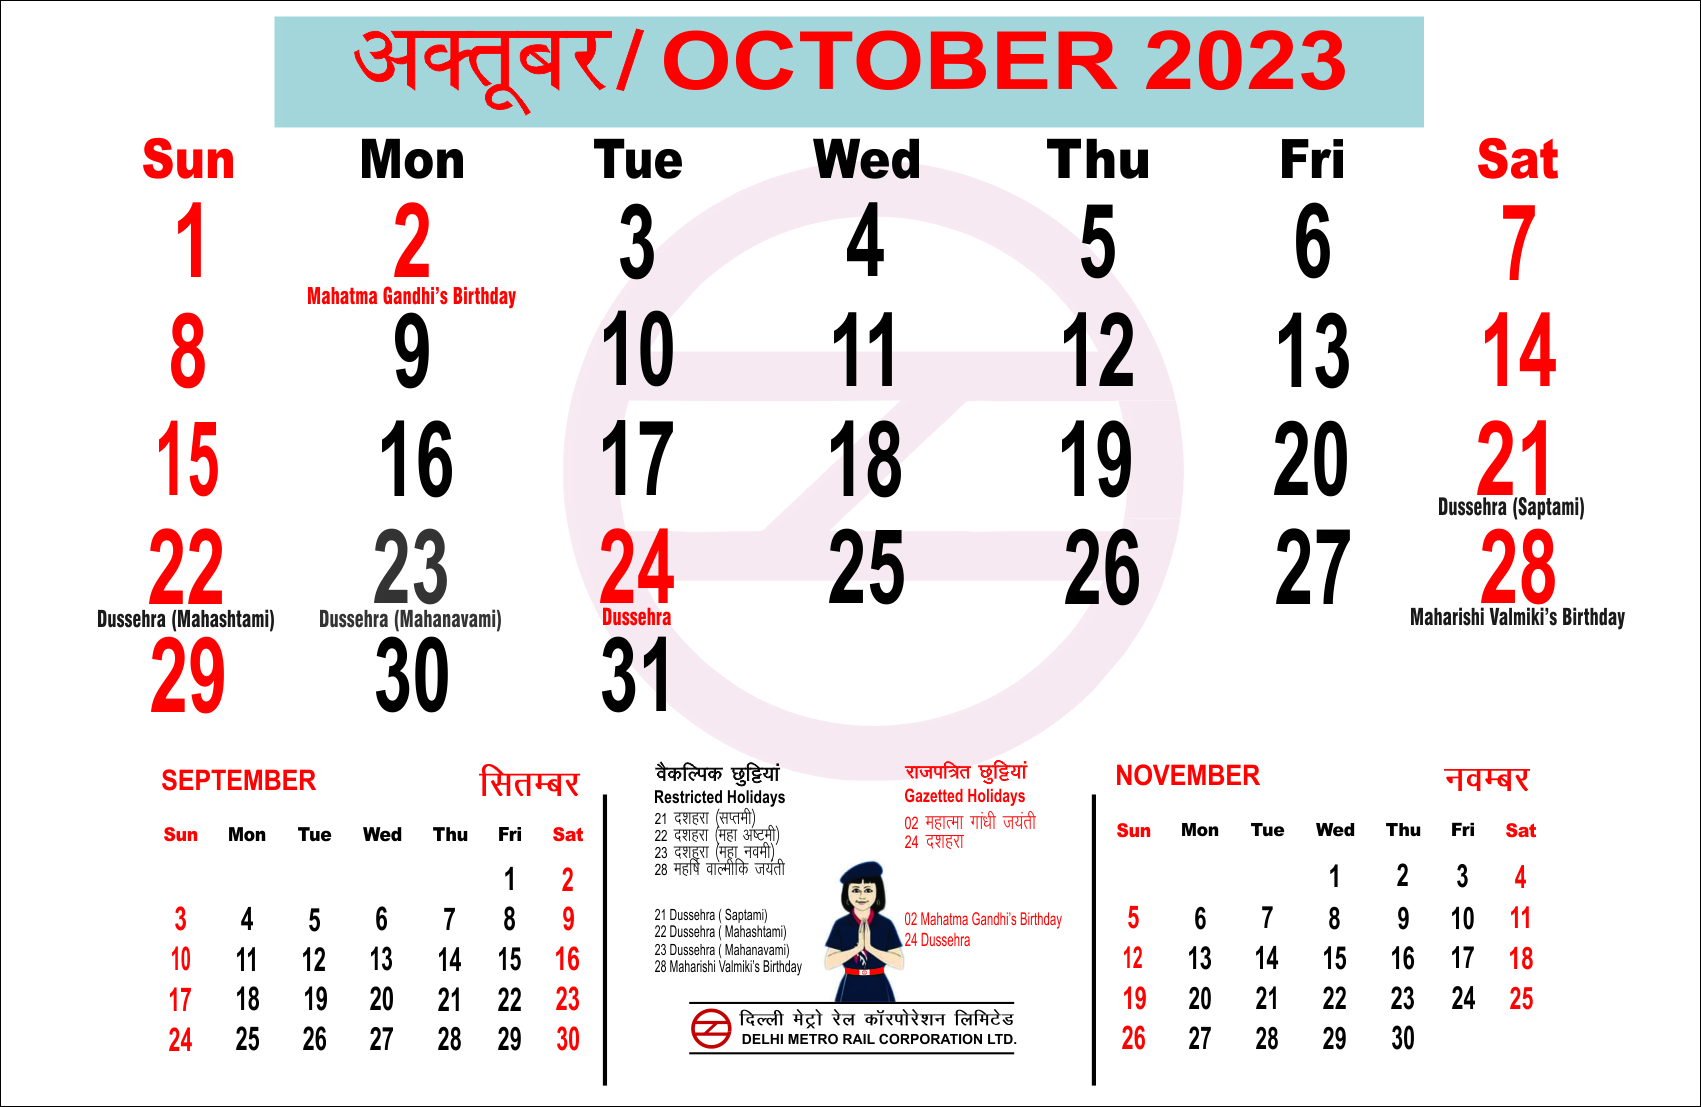 अक्तूबर/ OCTOBER 2023
Sun Mon Tue Wed Thu Fri Sat
1 2 3 4 5 6 7
Mahatma Gandhi's Birthday
8 9 10 11 12 13 14
15 16 17 18 19 20 21
Dussehra (Saptami)
22 23 24 25 26 27 28
Dussehra (Mahashtami) Dussehra (Mahanavami) Dussehra Maharishi Valmiki's Birthday
29 30 31
SEPTEMBER सितम्बर
Sun Mon Tue Wed Thu Fri Sat
1 2
3 4 5 6 7 8 9
10 11 12 13 14 15 16
17 18 19 20 21 22 23
24 25 26 27 28 29 30
वैकल्पिक छुट्टियां
Restricted Holidays
21 दशहरा (सप्तमी)
22 दशहरा (महा अष्टमी)
23 दशहरा (महा नवमी)
28 महर्षि वाल्मीकि जयंती
21 Dussehra ( Saptami)
22 Dussehra ( Mahashtami)
23 Dussehra ( Mahanavami)
28 Maharishi Valmiki's Birthday
राजपत्रित छुट्टियां
Gazetted Holidays
02 महात्मा गांधी जयंती
24 दशहरा
02 Mahatma Gandhi's Birthday
24 Dussehra
दिल्ली मेट्रो रेल कॉरपोरेशन लिमिटेड
DELHI METRO RAIL CORPORATION LTD.
NOVEMBER नवम्बर
Sun Mon Tue Wed Thu Fri Sat
1 2 3 4
5 6 7 8 9 10 11
12 13 14 15 16 17 18
19 20 21 22 23 24 25
26 27 28 29 30